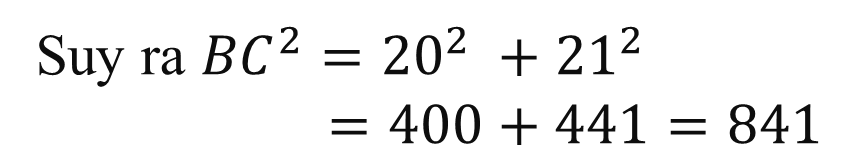 Suy ra BC² = 20² + 21²
= 400 + 441 = 841